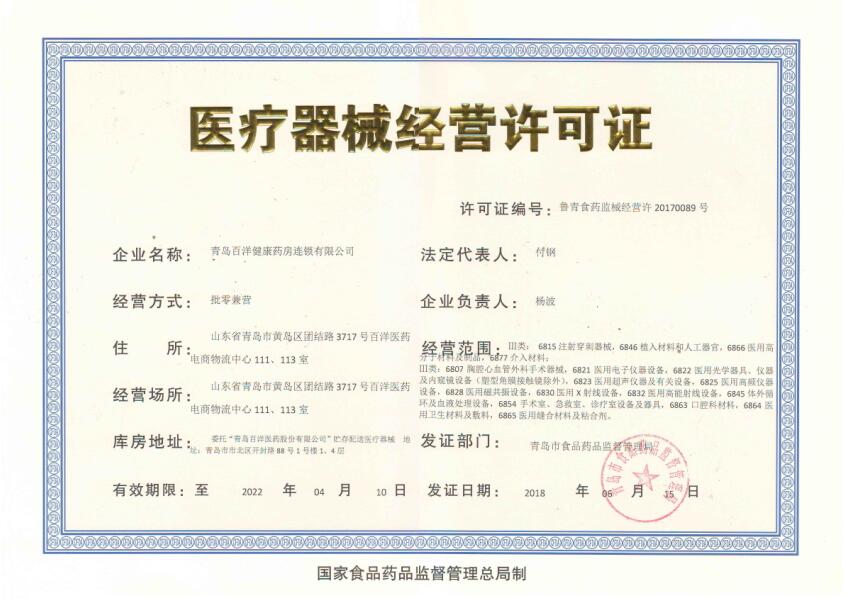 医疗器械经营许可证
许可证编号：鲁青食药监械经营许 20170089 号
企业名称：青岛百洋健康药房连锁有限公司
法定代表人：付钢
经营方式：批零兼营
企业负责人：杨波
住 所：山东省青岛市黄岛区团结路 3717 号百洋医药
电商物流中心 111、113 室
经营范围：III类： 6815 注射穿刺器械，6846 植入材料和人工器官，6866 医用高
分子材料及制品，6877 介入材料；
III类：6807 胸腔心血管外科手术器械，6821 医用电子仪器设备，6822 医用光学器具、仪器
及内窥镜设备（塑型角膜接触镜除外），6823 医用超声仪器及有关设备，6825 医用高频仪器
设备，6828 医用磁共振设备，6830 医用 X 射线设备，6832 医用高能射线设备，6845 体外循
环及血液处理设备，6854 手术室、急救室、诊疗室设备及器具，6863 口腔科材料，6864 医
用卫生材料及敷料，6865 医用缝合材料及粘合剂。
经营场所：山东省青岛市黄岛区团结路 3717 号百洋医药
电商物流中心 111、113 室
库房地址：委托“青岛百洋医药股份有限公司”贮存配送医疗器械 地
址：青岛市市北区开封路 88 号 1 号楼 1、4 层
发证部门：青岛市食品药品监督管理局
有效期限：至 2022 年 04 月 10 日
发证日期：2018 年 06 月 15 日
青岛市食品药品监督管理局
国家食品药品监督管理总局制